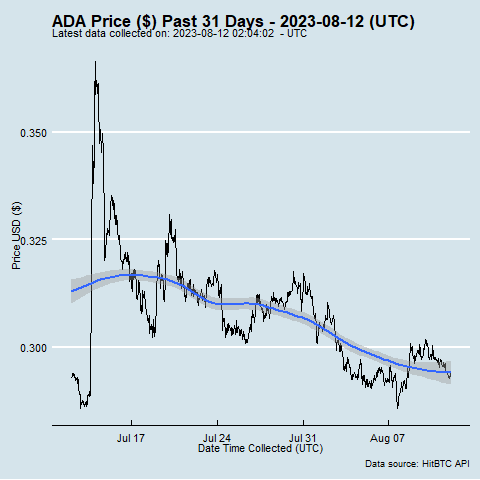 ADA Price ($) Past 31 Days - 2023-08-12 (UTC)
Latest data collected on: 2023-08-12 02:04:02 - UTC
Price USD ($)
0.350
0.325
0.300
Jul 17 Jul 24 Jul 31 Aug 07
Date Time Collected (UTC)
Data source: HitBTC API